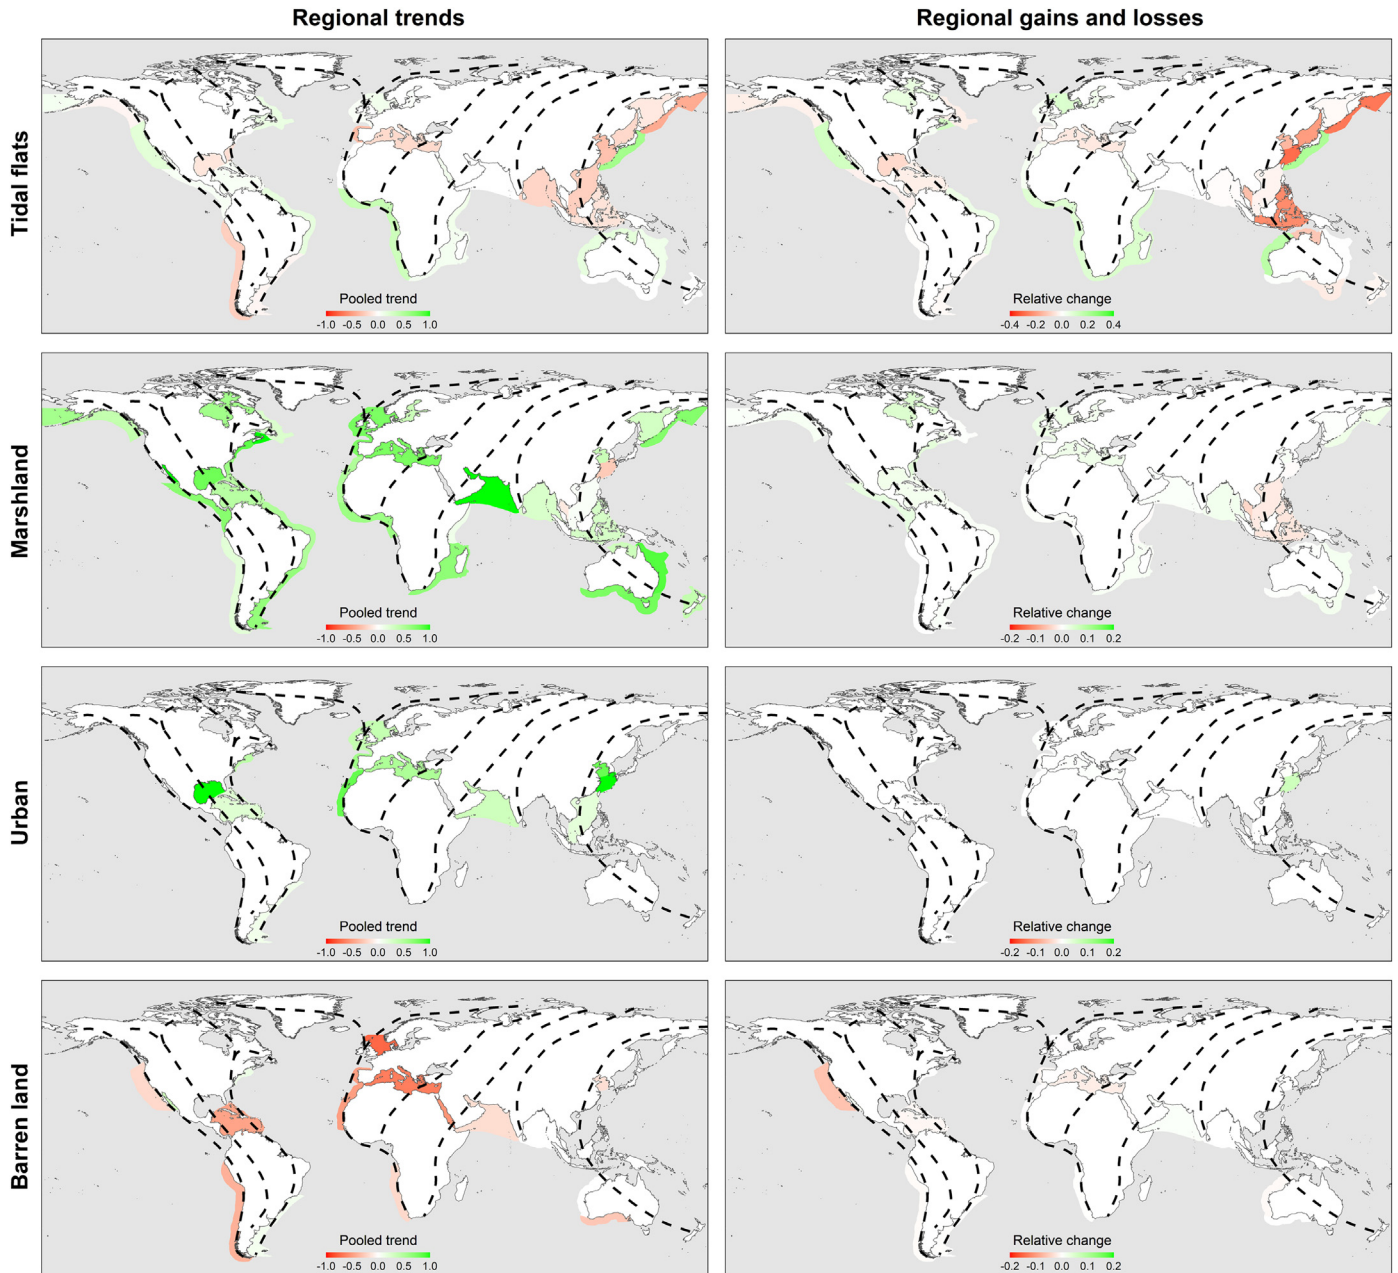 Regional trends
Regional gains and losses
Tidal flats
Pooled trend
-1.0 -0.5 0.0 0.5 1.0
Relative change
-0.4 -0.2 0.0 0.2 0.4
Marshland
Pooled trend
-1.0 -0.5 0.0 0.5 1.0
Relative change
-0.2 -0.1 0.0 0.1 0.2
Urban
Pooled trend
-1.0 -0.5 0.0 0.5 1.0
Relative change
-0.2 -0.1 0.0 0.1 0.2
Barren land
Pooled trend
-1.0 -0.5 0.0 0.5 1.0
Relative change
-0.2 -0.1 0.0 0.1 0.2